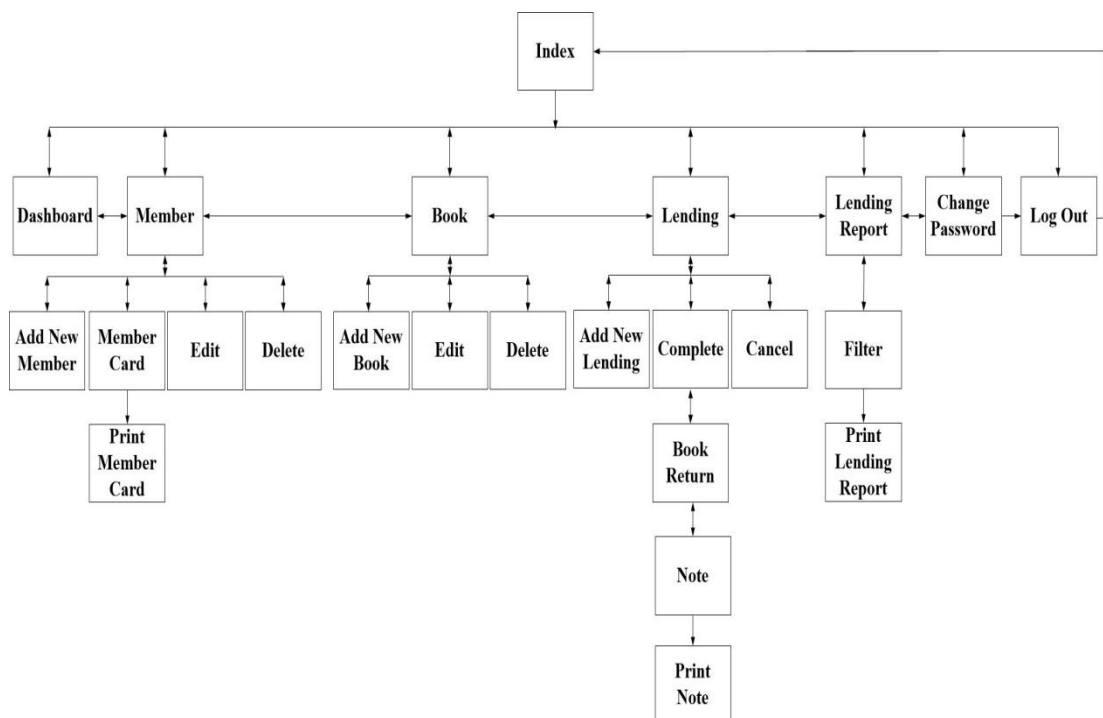 Index
Dashboard
Member
Book
Lending
Lending
Report
Change
Password
Log Out
Add New
Member
Member
Card
Edit
Delete
Add New
Book
Edit
Delete
Add New
Lending
Complete
Cancel
Filter
Print
Member
Card
Book
Return
Print
Lending
Report
Note
Print
Note